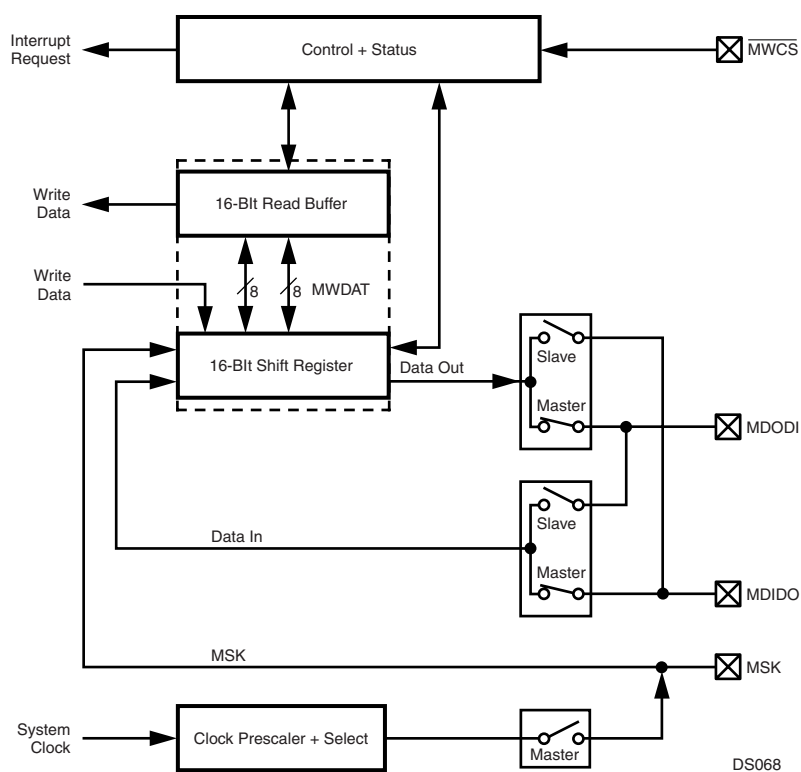 Interrupt
Request
Control + Status
MWCS
Write
Data
16-BIt Read Buffer
Write
Data
8
8
MWDAT
16-BIt Shift Register
Data Out
Slave
Master
MDODI
Slave
Data In
Master
MDIDO
MSK
MSK
System
Clock
Clock Prescaler + Select
Master
DS068